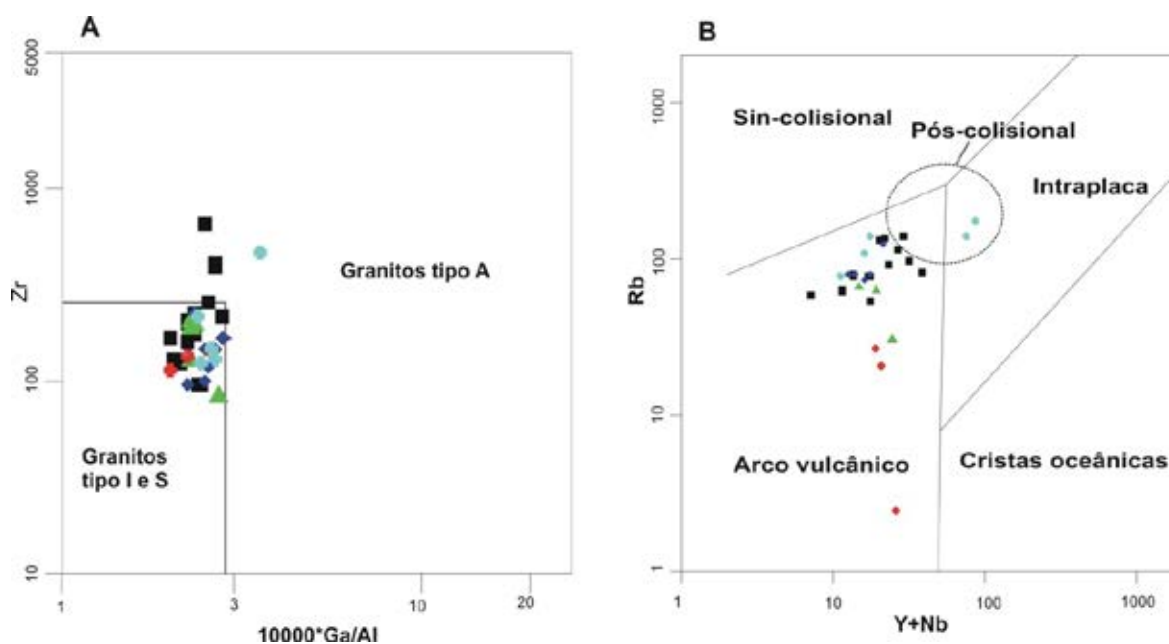 A
5000
1000
Zr
100
10
Granitos tipo A
Granitos
tipo I e S
1
3
10
20
10000*Ga/Al
B
1000
Rb
100
10
1
Sin-colisional
Pós-colisional
Intraplaca
Arco vulcânico
Cristas oceânicas
1
10
100
1000
Y+Nb